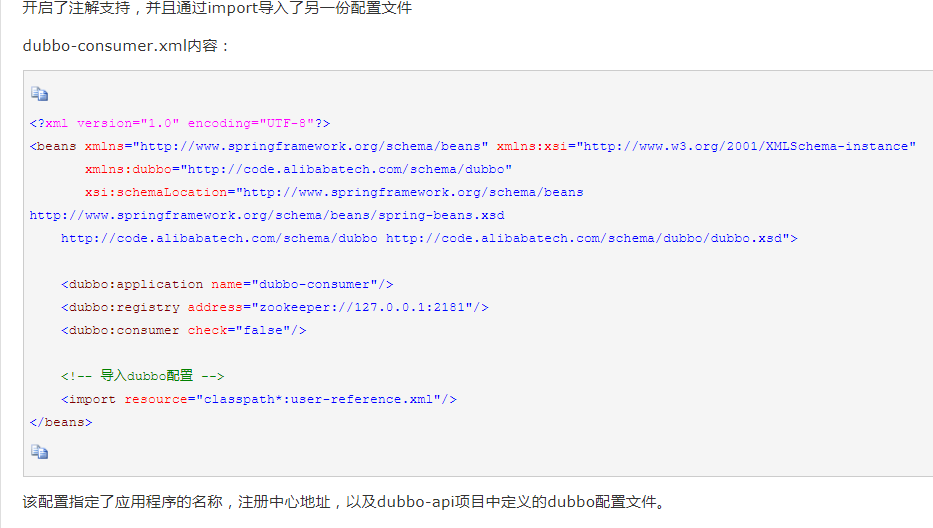 开启了注解支持，并且通过import导入了另一份配置文件
dubbo-consumer.xml内容：
<?xml version="1.0" encoding="UTF-8"?>
<beans xmlns="http://www.springframework.org/schema/beans" xmlns:xsi="http://www.w3.org/2001/XMLSchema-instance"
xmlns:dubbo="http://code.alibabatech.com/schema/dubbo"
xsi:schemaLocation="http://www.springframework.org/schema/beans
http://www.springframework.org/schema/beans/spring-beans.xsd
http://code.alibabatech.com/schema/dubbo http://code.alibabatech.com/schema/dubbo/dubbo.xsd">
<dubbo:application name="dubbo-consumer"/>
<dubbo:registry address="zookeeper://127.0.0.1:2181"/>
<dubbo:consumer check="false"/>
<!-- 导入dubbo配置 -->
<import resource="classpath*:user-reference.xml"/>
</beans>
该配置指定了应用程序的名称，注册中心地址，以及dubbo-api项目中定义的dubbo配置文件。